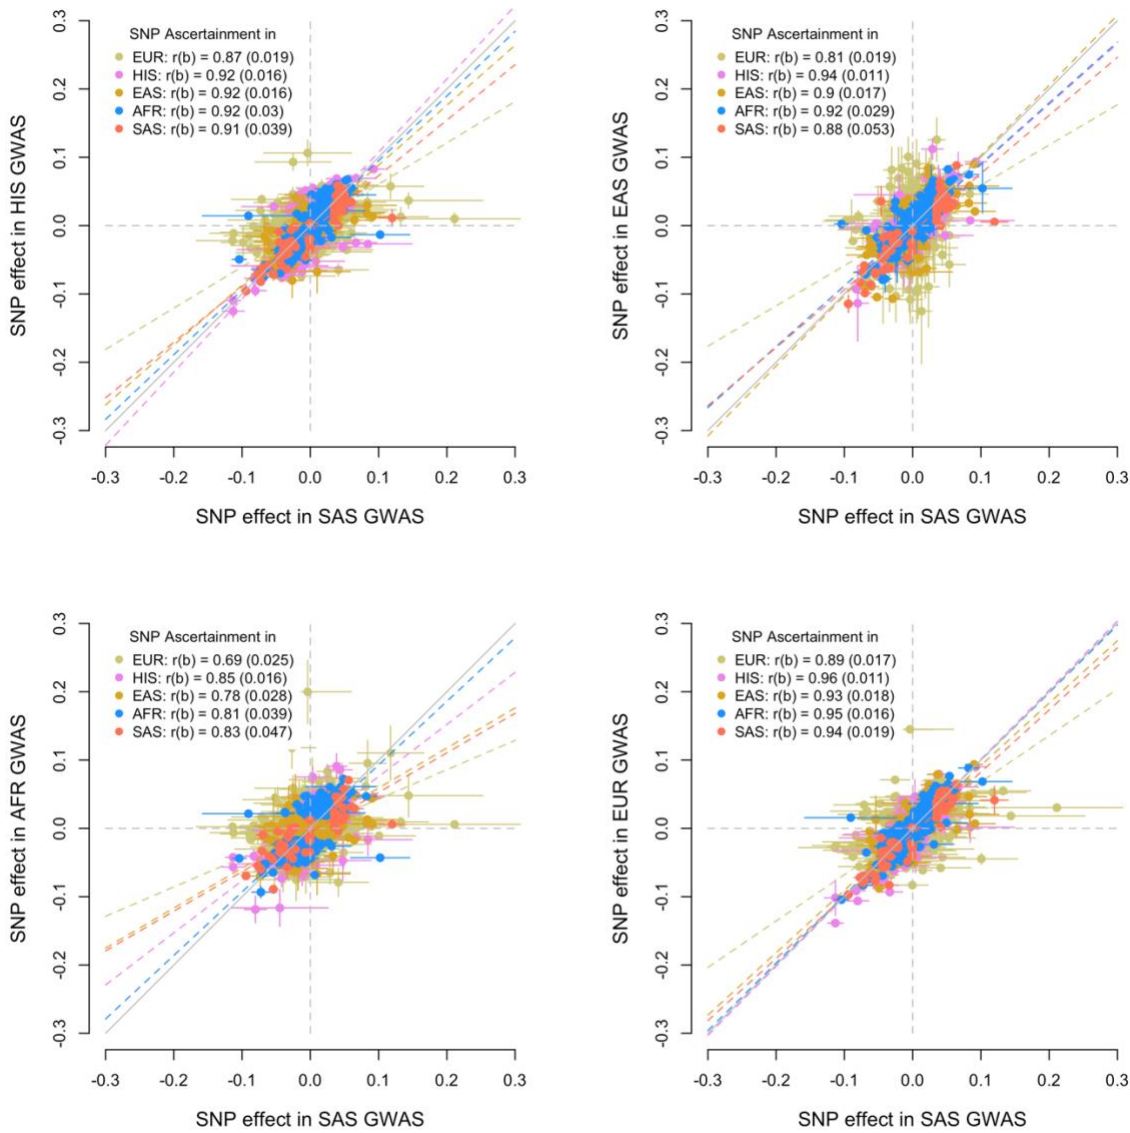 SNP Ascertainment in
EUR: r(b) = 0.87 (0.019)
HIS: r(b) = 0.92 (0.016)
EAS: r(b) = 0.92 (0.016)
AFR: r(b) = 0.92 (0.03)
SAS: r(b) = 0.91 (0.039)
SNP effect in HIS GWAS
0.3
0.2
0.1
0.0
-0.1
-0.2
-0.3
-0.3 -0.2 -0.1 0.0 0.1 0.2 0.3
SNP effect in SAS GWAS
SNP Ascertainment in
EUR: r(b) = 0.81 (0.019)
HIS: r(b) = 0.94 (0.011)
EAS: r(b) = 0.9 (0.017)
AFR: r(b) = 0.92 (0.029)
SAS: r(b) = 0.88 (0.053)
SNP effect in EAS GWAS
0.3
0.2
0.1
0.0
-0.1
-0.2
-0.3
-0.3 -0.2 -0.1 0.0 0.1 0.2 0.3
SNP effect in SAS GWAS
SNP Ascertainment in
EUR: r(b) = 0.69 (0.025)
HIS: r(b) = 0.85 (0.016)
EAS: r(b) = 0.78 (0.028)
AFR: r(b) = 0.81 (0.039)
SAS: r(b) = 0.83 (0.047)
SNP effect in AFR GWAS
0.3
0.2
0.1
0.0
-0.1
-0.2
-0.3
-0.3 -0.2 -0.1 0.0 0.1 0.2 0.3
SNP effect in SAS GWAS
SNP Ascertainment in
EUR: r(b) = 0.89 (0.017)
HIS: r(b) = 0.96 (0.011)
EAS: r(b) = 0.93 (0.018)
AFR: r(b) = 0.95 (0.016)
SAS: r(b) = 0.94 (0.019)
SNP effect in EUR GWAS
0.3
0.2
0.1
0.0
-0.1
-0.2
-0.3
-0.3 -0.2 -0.1 0.0 0.1 0.2 0.3
SNP effect in SAS GWAS